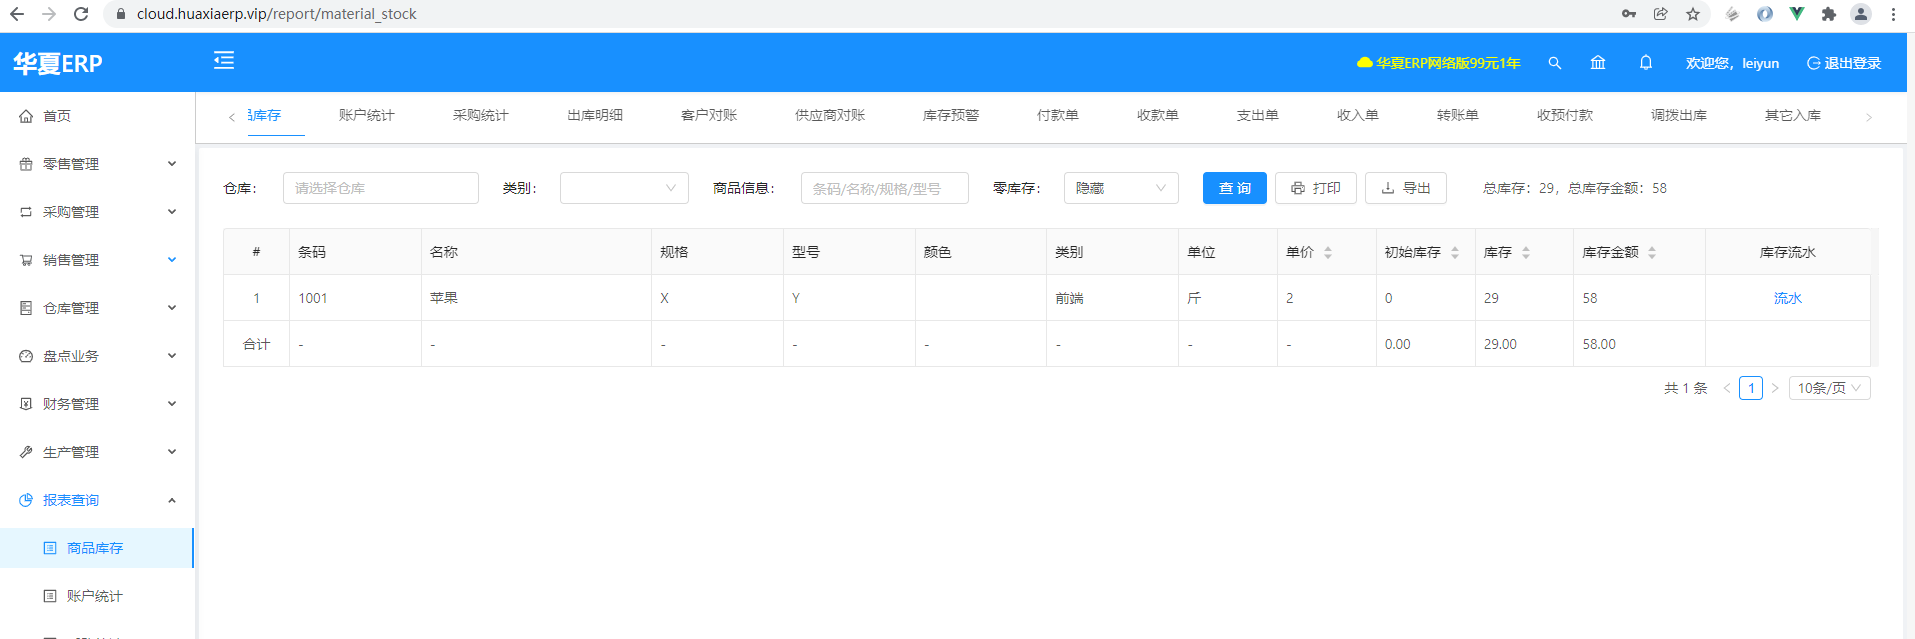 cloud.huaxiaerp.vip/report/material_stock
华夏ERP
华夏ERP网络版99元1年
欢迎您，leiyun
退出登录
首页
零售管理
采购管理
销售管理
仓库管理
盘点业务
财务管理
生产管理
报表查询
商品库存
账户统计
品库存 账户统计 采购统计 出库明细 客户对账 供应商对账 库存预警 付款单 收款单 支出单 收入单 转账单 收预付款 调拨出库 其它入库
仓库： 请选择仓库 类别： 商品信息： 条码/名称/规格/型号 零库存： 隐藏 查询 打印 导出 总库存：29，总库存金额：58
# 条码 名称 规格 型号 颜色 类别 单位 单价 初始库存 库存 库存金额 库存流水
1 1001 苹果 X Y 前端 斤 2 0 29 58 流水
合计 - - - - - - - - 0.00 29.00 58.00
共 1 条 1 10条/页